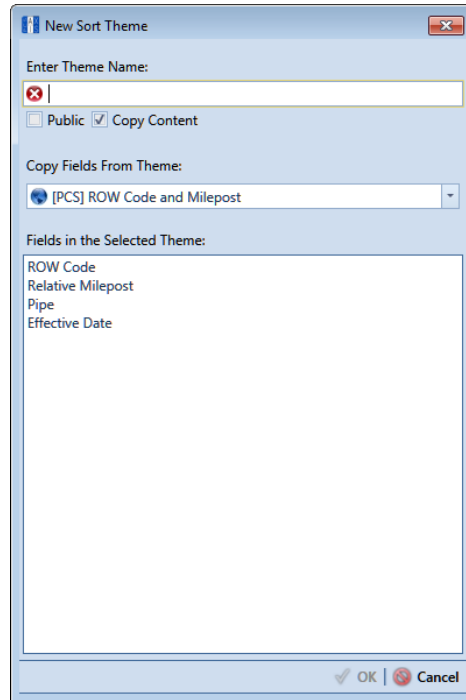 New Sort Theme
Enter Theme Name:
Public Copy Content
Copy Fields From Theme:
[PCS] ROW Code and Milepost
Fields in the Selected Theme:
ROW Code
Relative Milepost
Pipe
Effective Date
OK Cancel